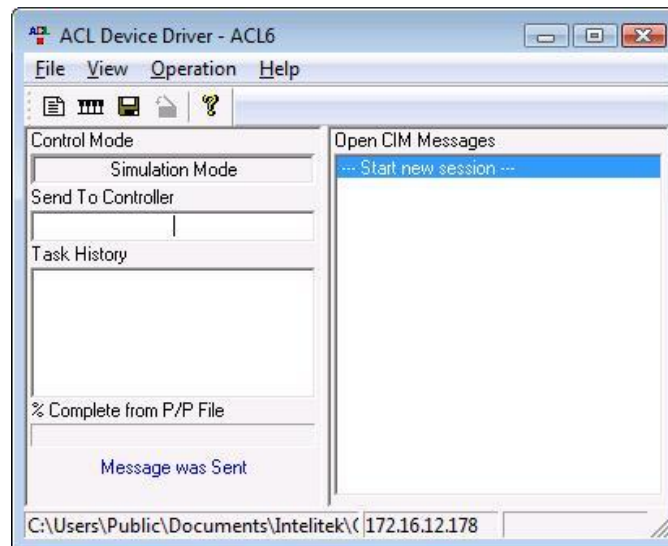 ACL Device Driver - ACL6
File View Operation Help
Control Mode
Simulation Mode
Send To Controller
Task History
% Complete from P/P File
Message was Sent
Open CIM Messages
--- Start new session ---
C:\Users\Public\Documents\Intelitek\( 172.16.12.178